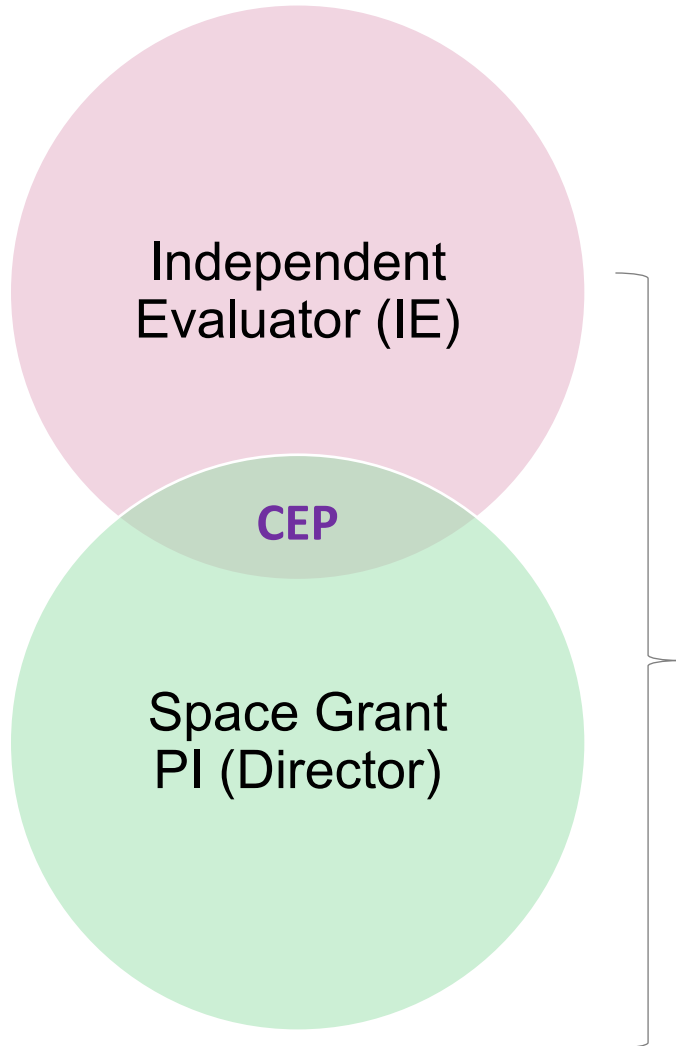 Independent
Evaluator (IE)
CEP
Space Grant
PI (Director)